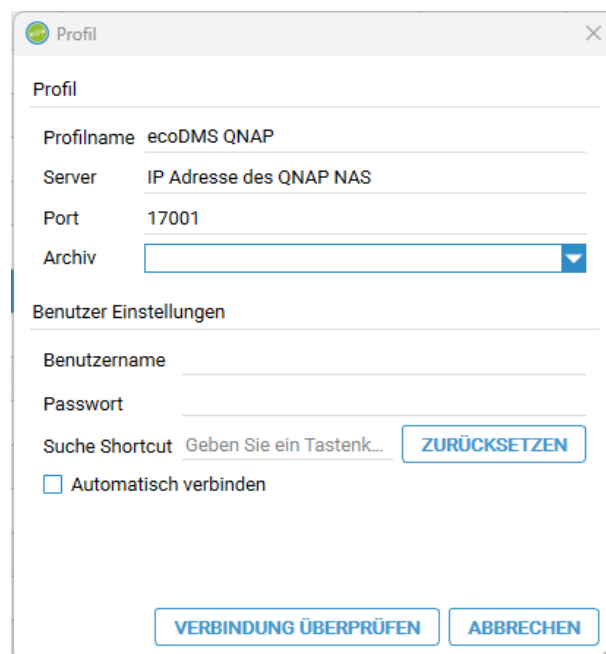 Profil
Profil
Profilname ecoDMS QNAP
Server IP Adresse des QNAP NAS
Port 17001
Archiv
Benutzer Einstellungen
Benutzername
Passwort
Suche Shortcut Geben Sie ein Tastenk... ZURÜCKSETZEN
Automatisch verbinden
VERBINDUNG ÜBERPRÜFEN ABBRECHEN